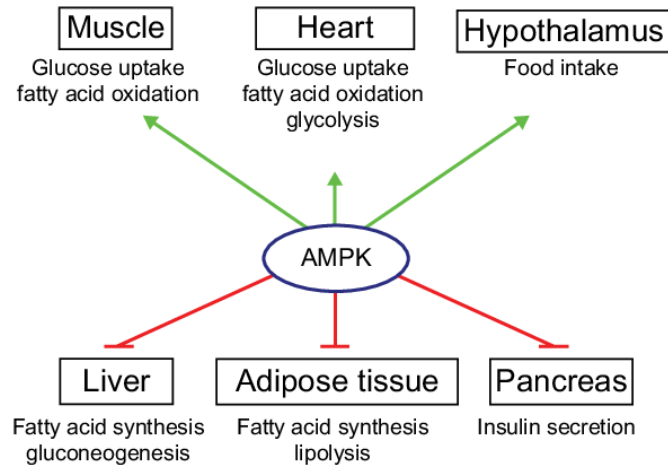 Muscle
Glucose uptake
fatty acid oxidation
Heart
Glucose uptake
fatty acid oxidation
glycolysis
Hypothalamus
Food intake
AMPK
Liver
Fatty acid synthesis
gluconeogenesis
Adipose tissue
Fatty acid synthesis
lipolysis
Pancreas
Insulin secretion